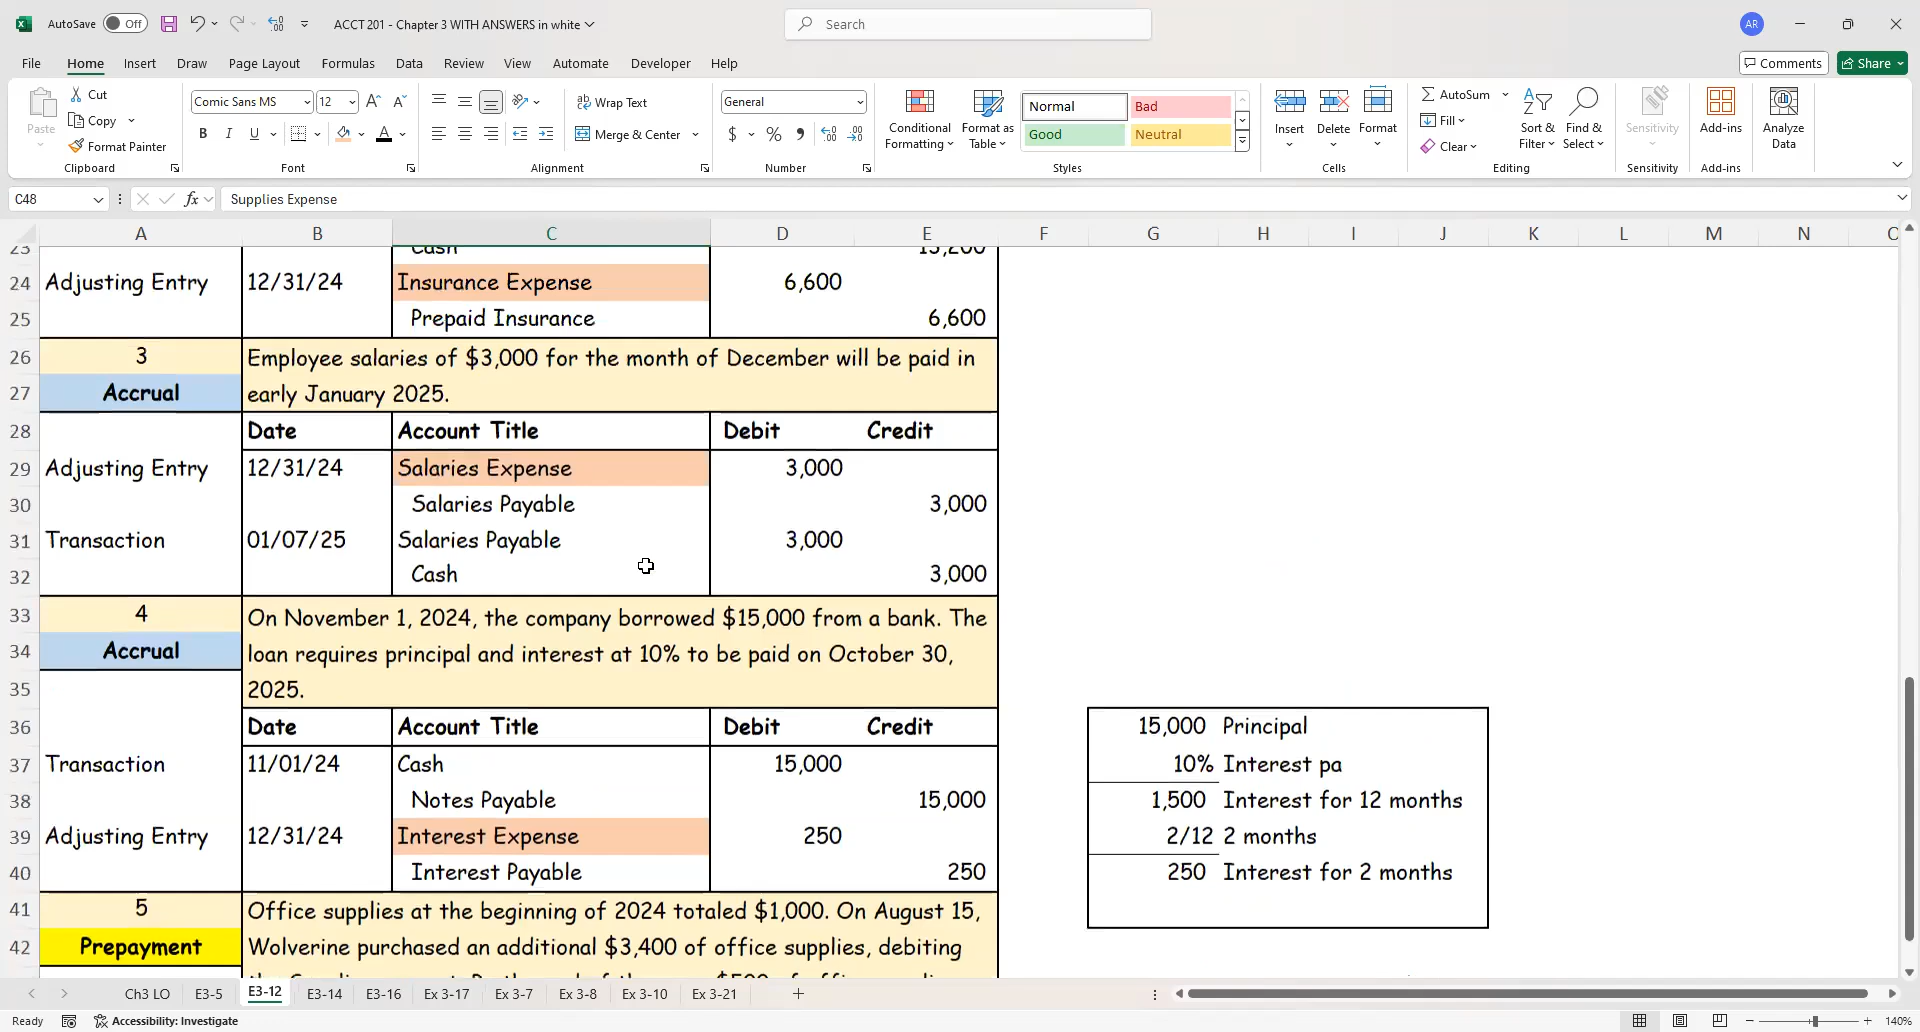 AutoSave Off ACCT 201 - Chapter 3 WITH ANSWERS in white Search AR
File Home Insert Draw Page Layout Formulas Data Review View Automate Developer Help Comments Share
Paste Cut Copy Format Painter Clipboard
Comic Sans MS 12 B I U A Font
Wrap Text Merge & Center Alignment
General $ % Number
Conditional Formatting Format as Table Normal Bad Good Neutral Styles
Insert Delete Format Cells
AutoSum Fill Clear Sort & Filter Find & Select Editing
Sensitivity Sensitivity
Add-ins Add-ins
Analyze Data
C48 fx Supplies Expense
A B C D E F G H I J K L M N
23 Cash 13,200
24 Adjusting Entry 12/31/24 Insurance Expense 6,600
25 Prepaid Insurance 6,600
26 3 Employee salaries of $3,000 for the month of December will be paid in
27 Accrual early January 2025.
28 Date Account Title Debit Credit
29 Adjusting Entry 12/31/24 Salaries Expense 3,000
30 Salaries Payable 3,000
31 Transaction 01/07/25 Salaries Payable 3,000
32 Cash 3,000
33 4 On November 1, 2024, the company borrowed $15,000 from a bank. The
34 Accrual loan requires principal and interest at 10% to be paid on October 30,
35 2025.
36 Date Account Title Debit Credit 15,000 Principal
37 Transaction 11/01/24 Cash 15,000 10% Interest pa
38 Notes Payable 15,000 1,500 Interest for 12 months
39 Adjusting Entry 12/31/24 Interest Expense 250 2/12 2 months
40 Interest Payable 250 250 Interest for 2 months
41 5 Office supplies at the beginning of 2024 totaled $1,000. On August 15,
42 Prepayment Wolverine purchased an additional $3,400 of office supplies, debiting
Ch3 LO E3-5 E3-12 E3-14 E3-16 Ex 3-17 Ex 3-7 Ex 3-8 Ex 3-10 Ex 3-21
Ready Accessibility: Investigate 140%